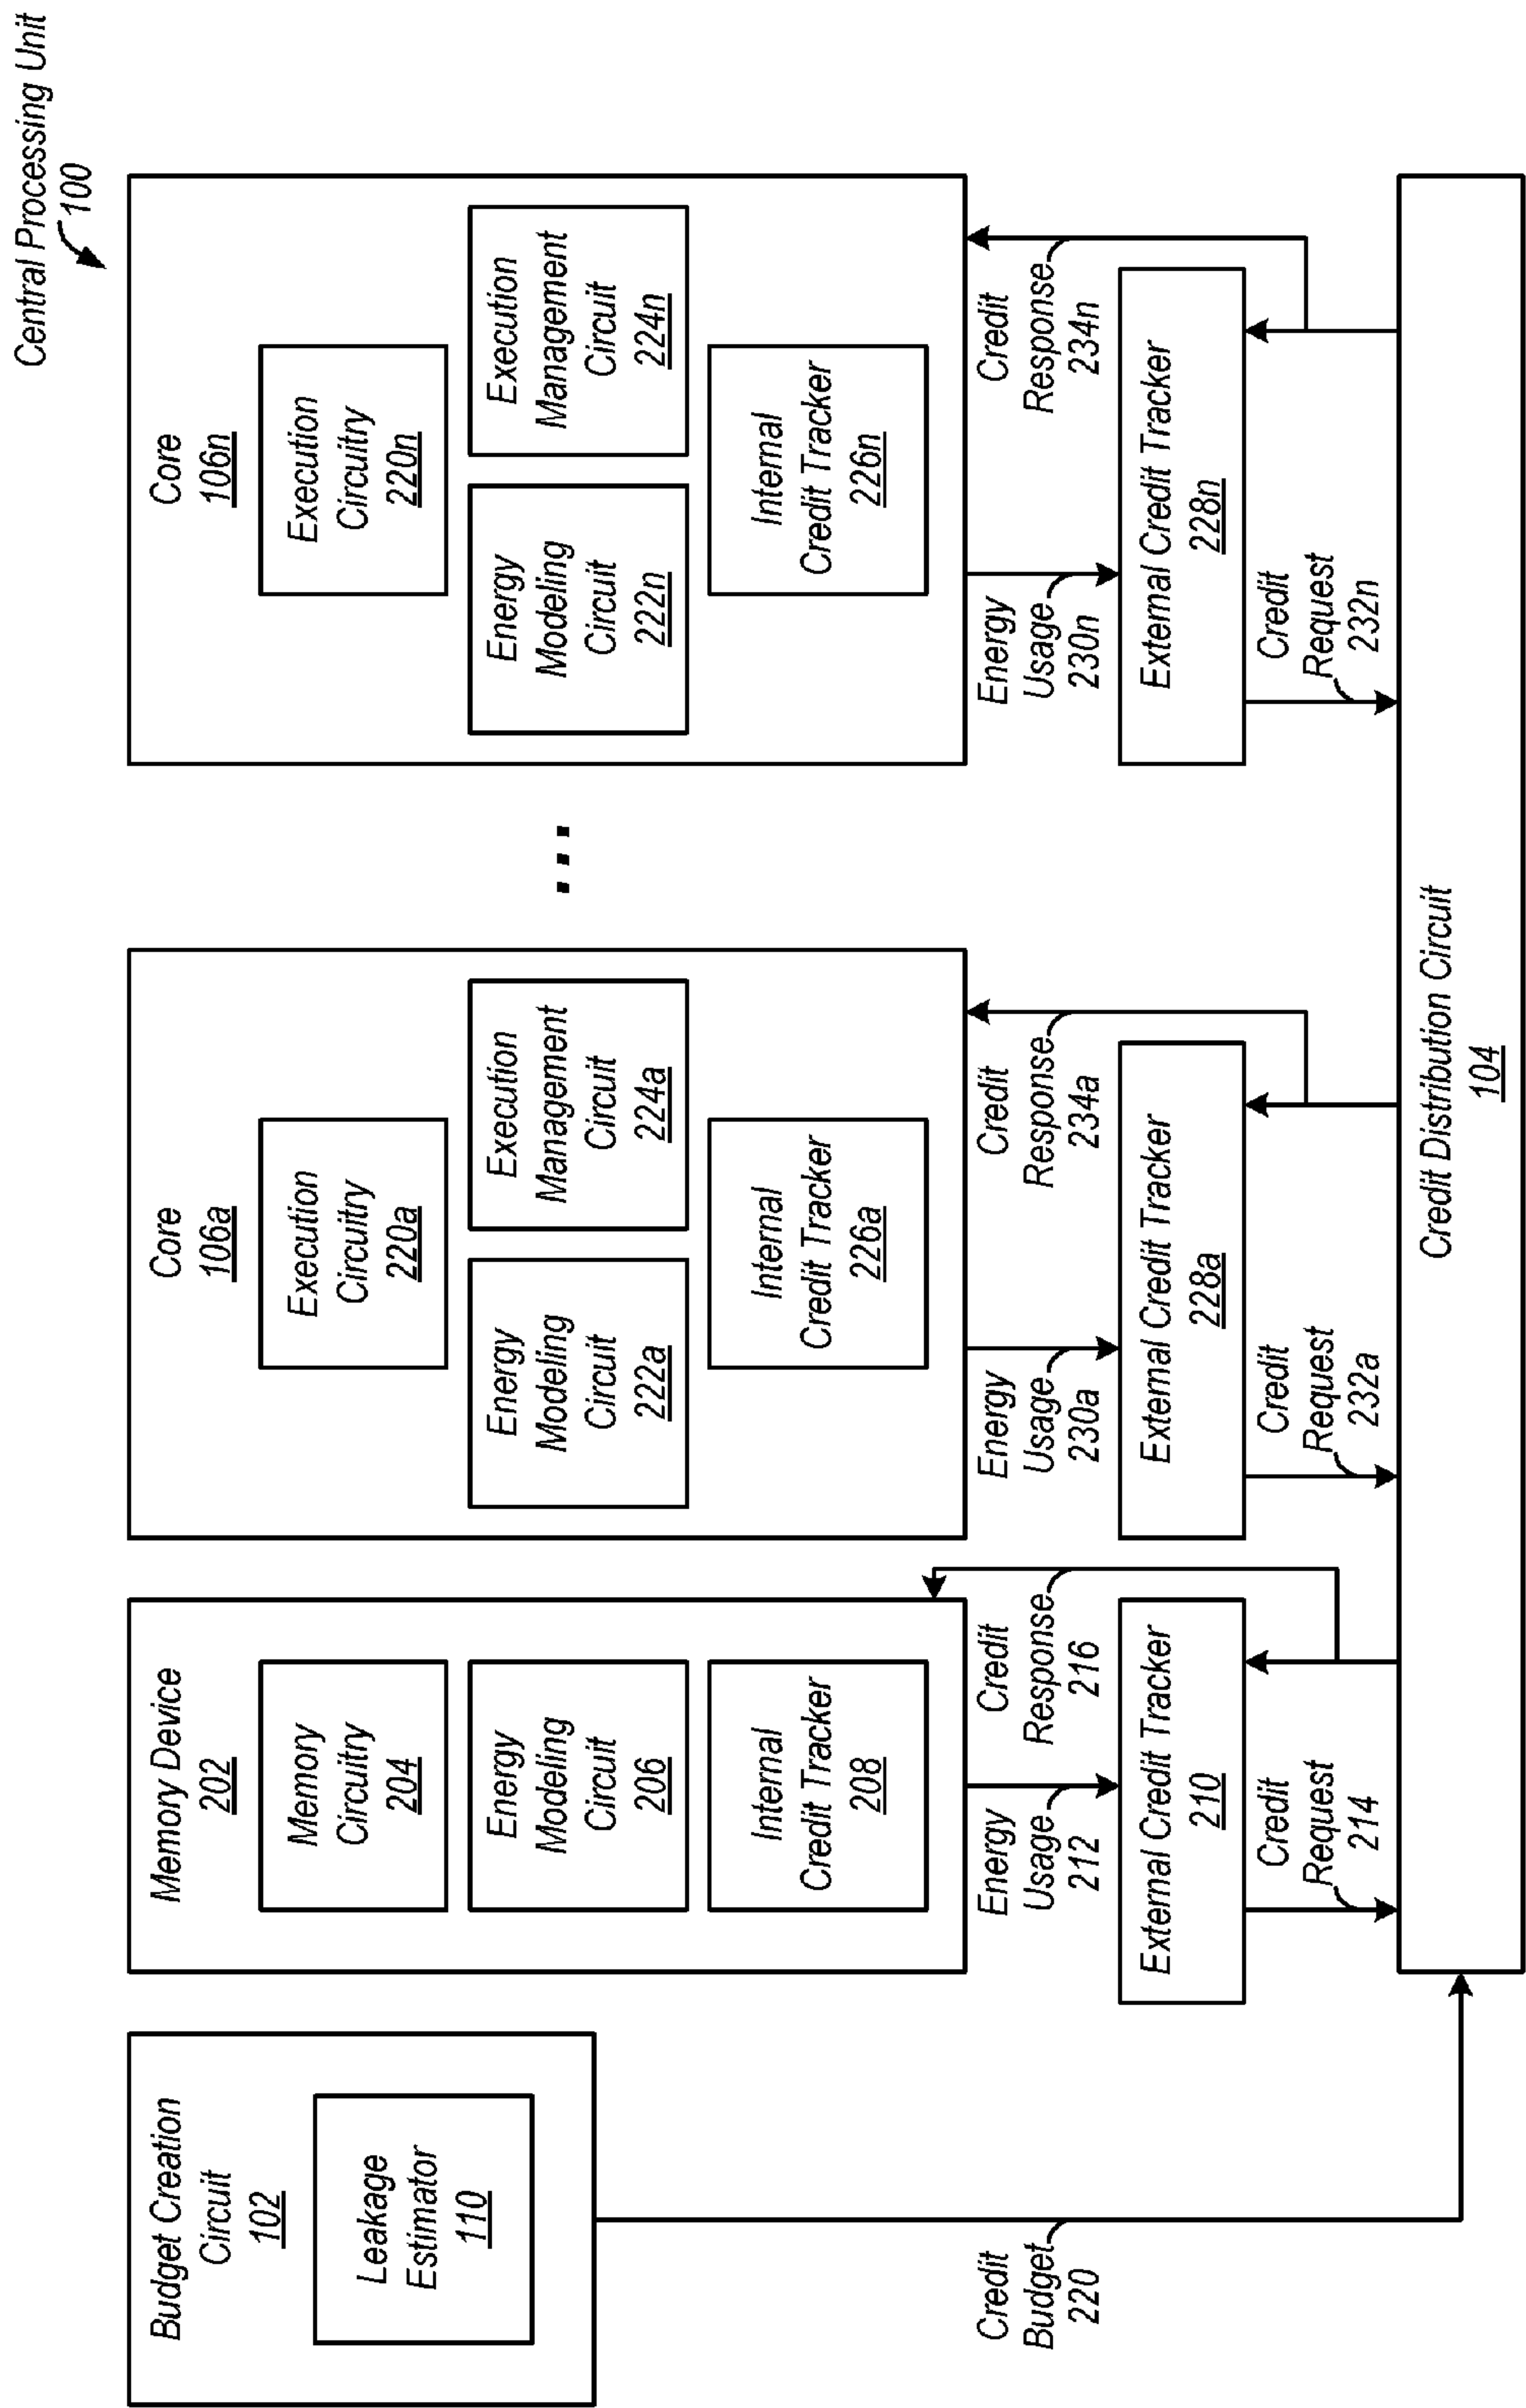 Central Processing Unit
100
Budget Creation
Circuit
102
Leakage
Estimator
110
Credit
Budget
220
Memory Device
202
Memory
Circuitry
204
Energy
Modeling
Circuit
206
Internal
Credit Tracker
208
Energy
Usage
212
Credit
Response
216
External Credit Tracker
210
Credit
Request
214
Core
106a
Execution
Circuitry
220a
Energy
Modeling
Circuit
222a
Execution
Management
Circuit
224a
Internal
Credit Tracker
226a
Energy
Usage
230a
Credit
Response
234a
External Credit Tracker
228a
Credit
Request
232a
...
Core
106n
Execution
Circuitry
220n
Energy
Modeling
Circuit
222n
Execution
Management
Circuit
224n
Internal
Credit Tracker
226n
Energy
Usage
230n
Credit
Response
234n
External Credit Tracker
228n
Credit
Request
232n
Credit Distribution Circuit
104